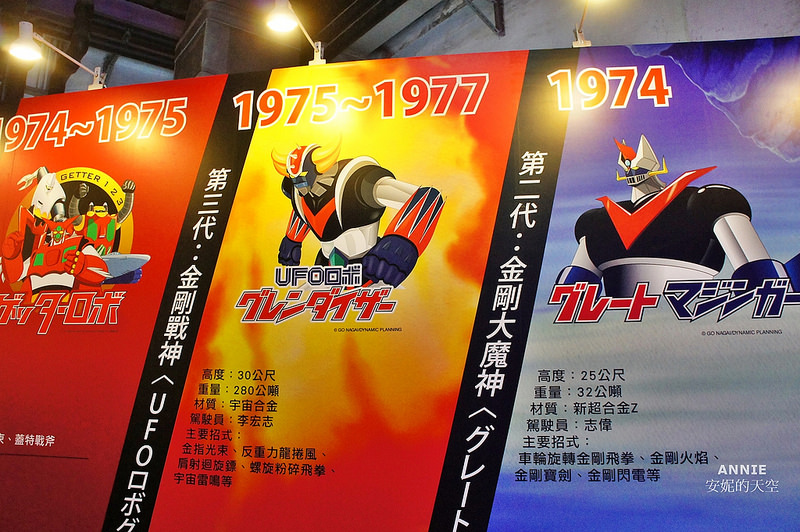 1974~1975
GETTER 1 2 3
ゲッターロボ
、蓋特戰斧
第三代：金剛戰神〈UFOロボグ
1975~1977
UFOロボ
グレンダイザー
© GO NAGAI/DYNAMIC PLANNING
高度：30公尺
重量：280公噸
材質：宇宙合金
駕駛員：李宏志
主要招式：
金指光束、反重力龍捲風、
肩射迴旋鏢、螺旋粉碎飛拳、
宇宙雷鳴等
第二代：金剛大魔神〈グレート
1974
グレート マジンガー
© GO NAGAI/DYNAMIC PLANNING
高度：25公尺
重量：32公噸
材質：新超合金Z
駕駛員：志偉
主要招式：
車輪旋轉金剛飛拳、金剛火焰、
金剛寶劍、金剛閃電等
ANNIE
安妮的天空